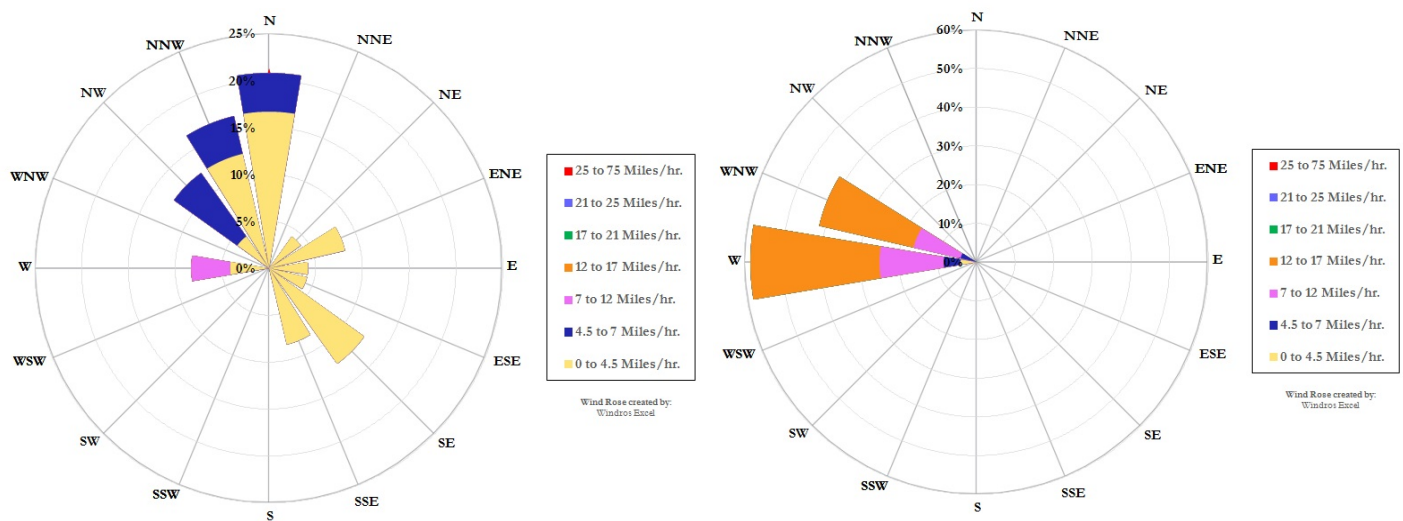 N
NNE
NE
ENE
E
ESE
SE
SSE
S
SSW
SW
WSW
W
WNW
NW
NNW
25%
20%
15%
10%
5%
0%
25 to 75 Miles/hr.
21 to 25 Miles/hr.
17 to 21 Miles/hr.
12 to 17 Miles/hr.
7 to 12 Miles/hr.
4.5 to 7 Miles/hr.
0 to 4.5 Miles/hr.
Wind Rose created by:
Windros Excel
N
NNE
NE
ENE
E
ESE
SE
SSE
S
SSW
SW
WSW
W
WNW
NW
NNW
60%
50%
40%
30%
20%
10%
0%
25 to 75 Miles/hr.
21 to 25 Miles/hr.
17 to 21 Miles/hr.
12 to 17 Miles/hr.
7 to 12 Miles/hr.
4.5 to 7 Miles/hr.
0 to 4.5 Miles/hr.
Wind Rose created by:
Windros Excel